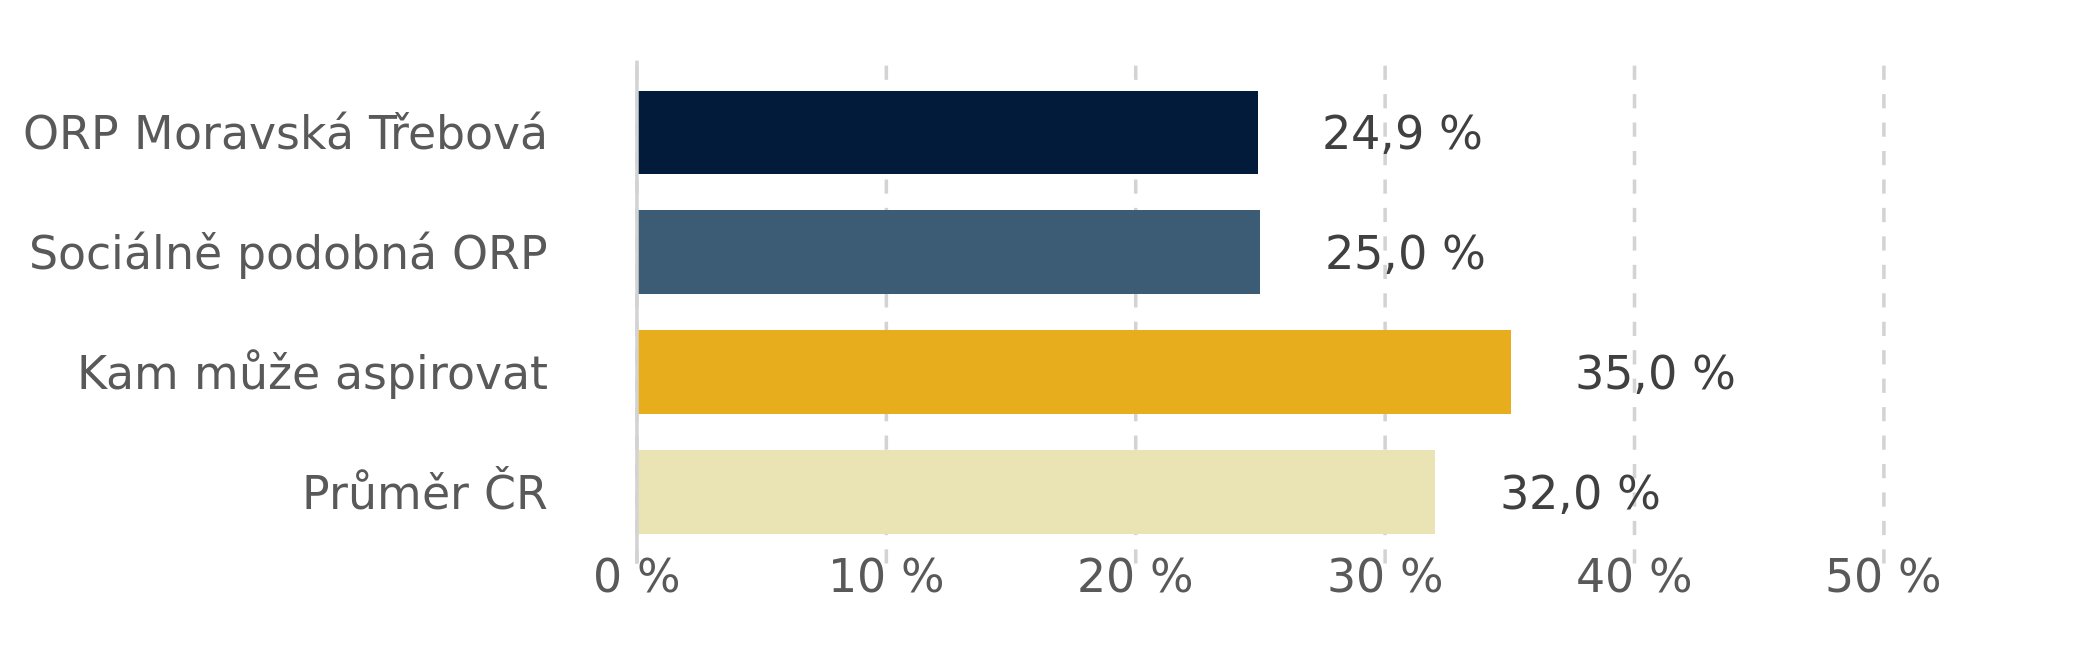 ORP Moravská Třebová 24,9 %
Sociálně podobná ORP 25,0 %
Kam může aspirovat 35,0 %
Průměr ČR 32,0 %
0 % 10 % 20 % 30 % 40 % 50 %